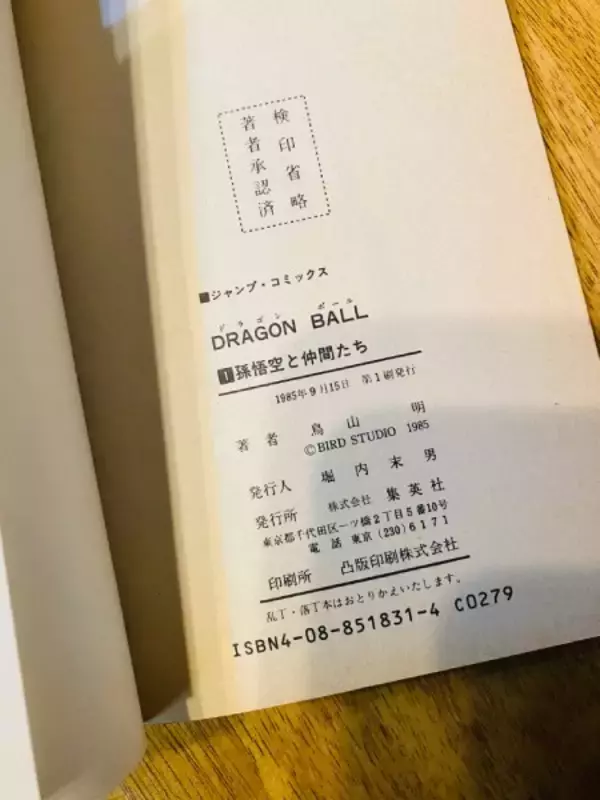 検印省略
著者承認済
■ジャンプ・コミックス
ドラゴン ボール
DRAGON BALL
1 孫悟空と仲間たち
1985年9月15日 第1刷発行
著者 鳥山 明
©BIRD STUDIO 1985
発行人 堀内末男
発行所 株式会社 集英社
東京都千代田区一ツ橋2丁目5番10号
電話 東京 (230) 6171
印刷所 凸版印刷株式会社
乱丁・落丁本はおとりかえいたします。
ISBN4-08-851831-4 C0279